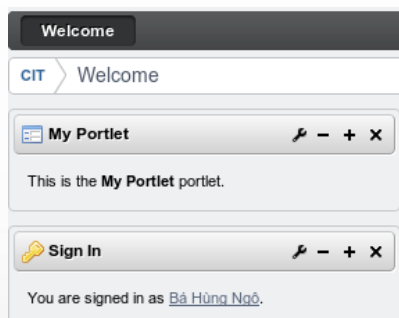 Welcome
CIT Welcome
My Portlet
This is the My Portlet portlet.
Sign In
You are signed in as Bá Hùng Ngô.